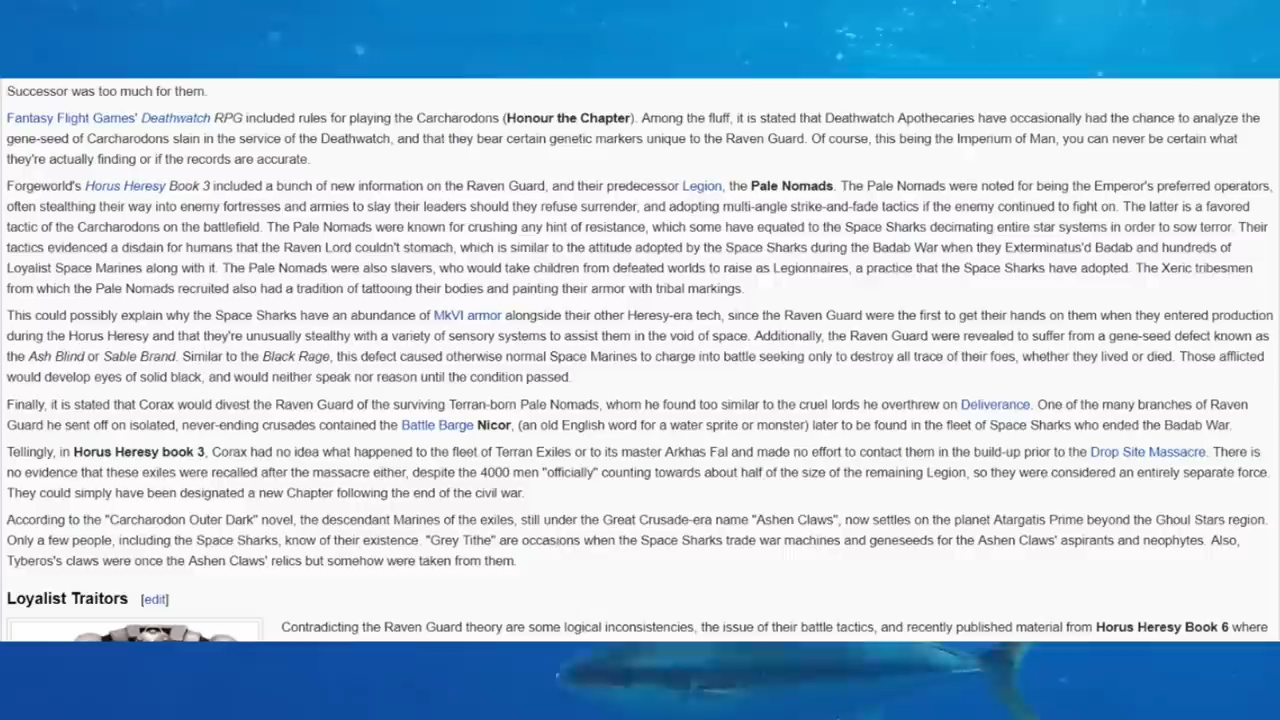 Successor was too much for them.
Fantasy Flight Games' Deathwatch RPG included rules for playing the Carcharodons (Honour the Chapter). Among the fluff, it is stated that Deathwatch Apothecaries have occasionally had the chance to analyze the
gene-seed of Carcharodons slain in the service of the Deathwatch, and that they bear certain genetic markers unique to the Raven Guard. Of course, this being the Imperium of Man, you can never be certain what
they're actually finding or if the records are accurate.
Forgeworld's Horus Heresy Book 3 included a bunch of new information on the Raven Guard, and their predecessor Legion, the Pale Nomads. The Pale Nomads were noted for being the Emperor's preferred operators,
often stealthing their way into enemy fortresses and armies to slay their leaders should they refuse surrender, and adopting multi-angle strike-and-fade tactics if the enemy continued to fight on. The latter is a favored
tactic of the Carcharodons on the battlefield. The Pale Nomads were known for crushing any hint of resistance, which some have equated to the Space Sharks decimating entire star systems in order to sow terror. Their
tactics evidenced a disdain for humans that the Raven Lord couldn't stomach, which is similar to the attitude adopted by the Space Sharks during the Badab War when they Exterminatus'd Badab and hundreds of
Loyalist Space Marines along with it. The Pale Nomads were also slavers, who would take children from defeated worlds to raise as Legionnaires, a practice that the Space Sharks have adopted. The Xeric tribesmen
from which the Pale Nomads recruited also had a tradition of tattooing their bodies and painting their armor with tribal markings.
This could possibly explain why the Space Sharks have an abundance of MkVI armor alongside their other Heresy-era tech, since the Raven Guard were the first to get their hands on them when they entered production
during the Horus Heresy and that they're unusually stealthy with a variety of sensory systems to assist them in the void of space. Additionally, the Raven Guard were revealed to suffer from a gene-seed defect known as
the Ash Blind or Sable Brand. Similar to the Black Rage, this defect caused otherwise normal Space Marines to charge into battle seeking only to destroy all trace of their foes, whether they lived or died. Those afflicted
would develop eyes of solid black, and would neither speak nor reason until the condition passed.
Finally, it is stated that Corax would divest the Raven Guard of the surviving Terran-born Pale Nomads, whom he found too similar to the cruel lords he overthrew on Deliverance. One of the many branches of Raven
Guard he sent off on isolated, never-ending crusades contained the Battle Barge Nicor, (an old English word for a water sprite or monster) later to be found in the fleet of Space Sharks who ended the Badab War.
Tellingly, in Horus Heresy book 3, Corax had no idea what happened to the fleet of Terran Exiles or to its master Arkhas Fal and made no effort to contact them in the build-up prior to the Drop Site Massacre. There is
no evidence that these exiles were recalled after the massacre either, despite the 4000 men "officially" counting towards about half of the size of the remaining Legion, so they were considered an entirely separate force.
They could simply have been designated a new Chapter following the end of the civil war.
According to the "Carcharodon Outer Dark" novel, the descendant Marines of the exiles, still under the Great Crusade-era name "Ashen Claws", now settles on the planet Atargatis Prime beyond the Ghoul Stars region.
Only a few people, including the Space Sharks, know of their existence. "Grey Tithe" are occasions when the Space Sharks trade war machines and geneseeds for the Ashen Claws' aspirants and neophytes. Also,
Tyberos's claws were once the Ashen Claws' relics but somehow were taken from them.
Loyalist Traitors [edit]
Contradicting the Raven Guard theory are some logical inconsistencies, the issue of their battle tactics, and recently published material from Horus Heresy Book 6 where